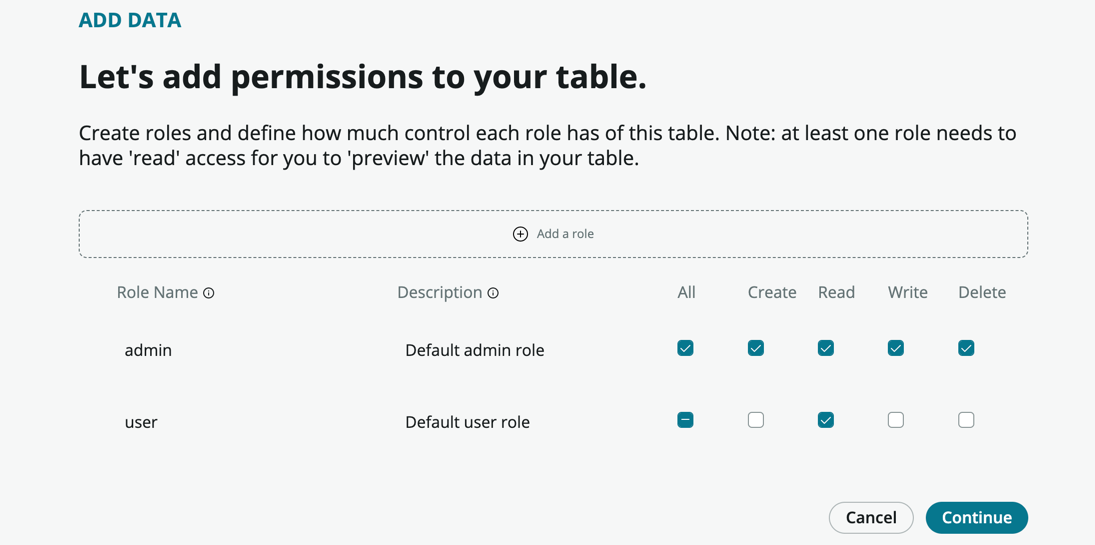 ADD DATA
Let's add permissions to your table.
Create roles and define how much control each role has of this table. Note: at least one role needs to
have 'read' access for you to 'preview' the data in your table.
Add a role
Role Name Description All Create Read Write Delete
admin Default admin role
user Default user role
Cancel Continue